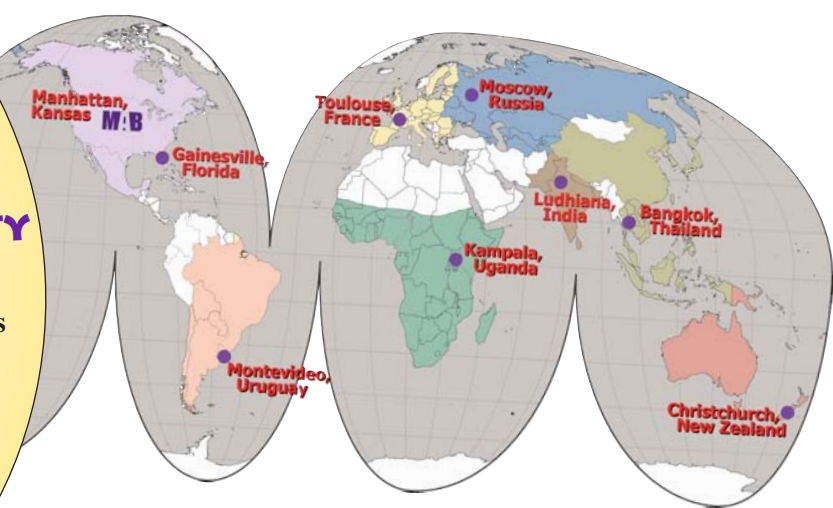 Manhattan,
Kansas
M:B
Gainesville,
Florida
Toulouse,
France
Moscow,
Russia
Ludhiana,
India
Bangkok,
Thailand
Kampala,
Uganda
Montevideo,
Uruguay
Christchurch,
New Zealand